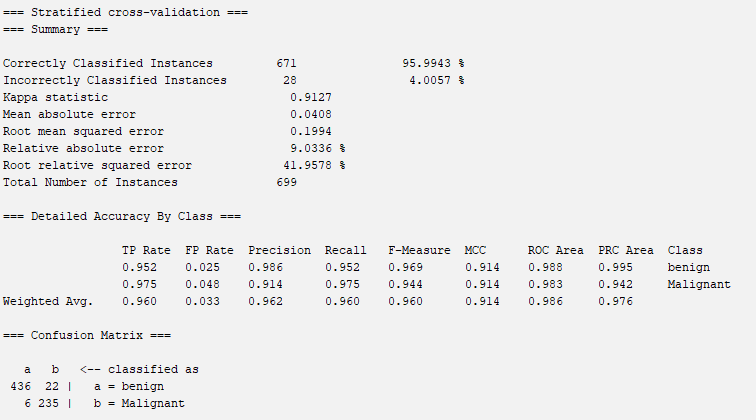 === Stratified cross-validation ===
=== Summary ===
Correctly Classified Instances 671 95.9943 %
Incorrectly Classified Instances 28 4.0057 %
Kappa statistic 0.9127
Mean absolute error 0.0408
Root mean squared error 0.1994
Relative absolute error 9.0336 %
Root relative squared error 41.9578 %
Total Number of Instances 699
=== Detailed Accuracy By Class ===
TP Rate FP Rate Precision Recall F-Measure MCC ROC Area PRC Area Class
0.952 0.025 0.986 0.952 0.969 0.914 0.988 0.995 benign
0.975 0.048 0.914 0.975 0.944 0.914 0.983 0.942 Malignant
Weighted Avg. 0.960 0.033 0.962 0.960 0.960 0.914 0.986 0.976
=== Confusion Matrix ===
a b <-- classified as
436 22 | a = benign
6 235 | b = Malignant